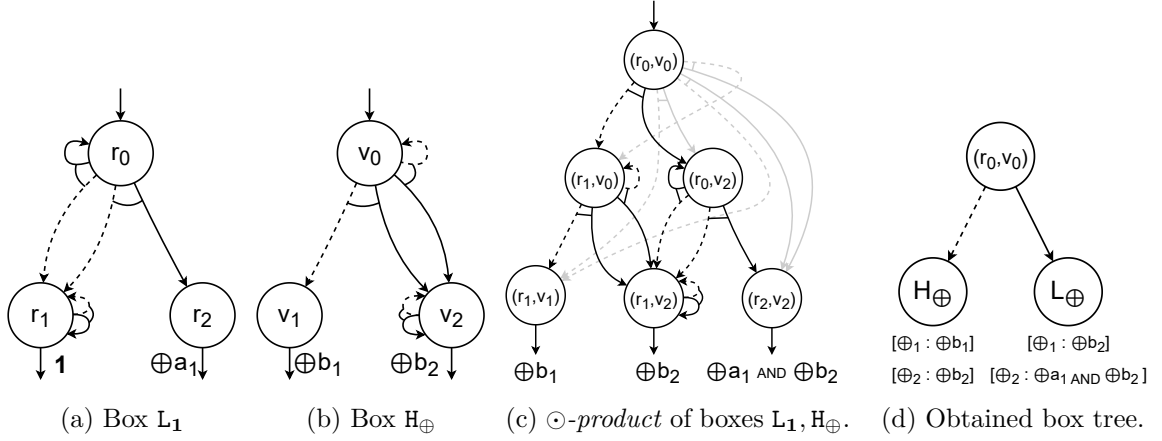 r₀
r₁
r₂
1
⊕a₁
(a) Box L₁
v₀
v₁
v₂
⊕b₁
⊕b₂
(b) Box H⊕
(r₀,v₀)
(r₁,v₀)
(r₀,v₂)
(r₁,v₁)
(r₁,v₂)
(r₂,v₂)
⊕b₁
⊕b₂
⊕a₁ AND ⊕b₂
(c) ⊙-product of boxes L₁, H⊕.
(r₀,v₀)
H⊕
L⊕
[⊕₁ : ⊕b₁]
[⊕₁ : ⊕b₂]
[⊕₂ : ⊕b₂]
[⊕₂ : ⊕a₁ AND ⊕b₂]
(d) Obtained box tree.